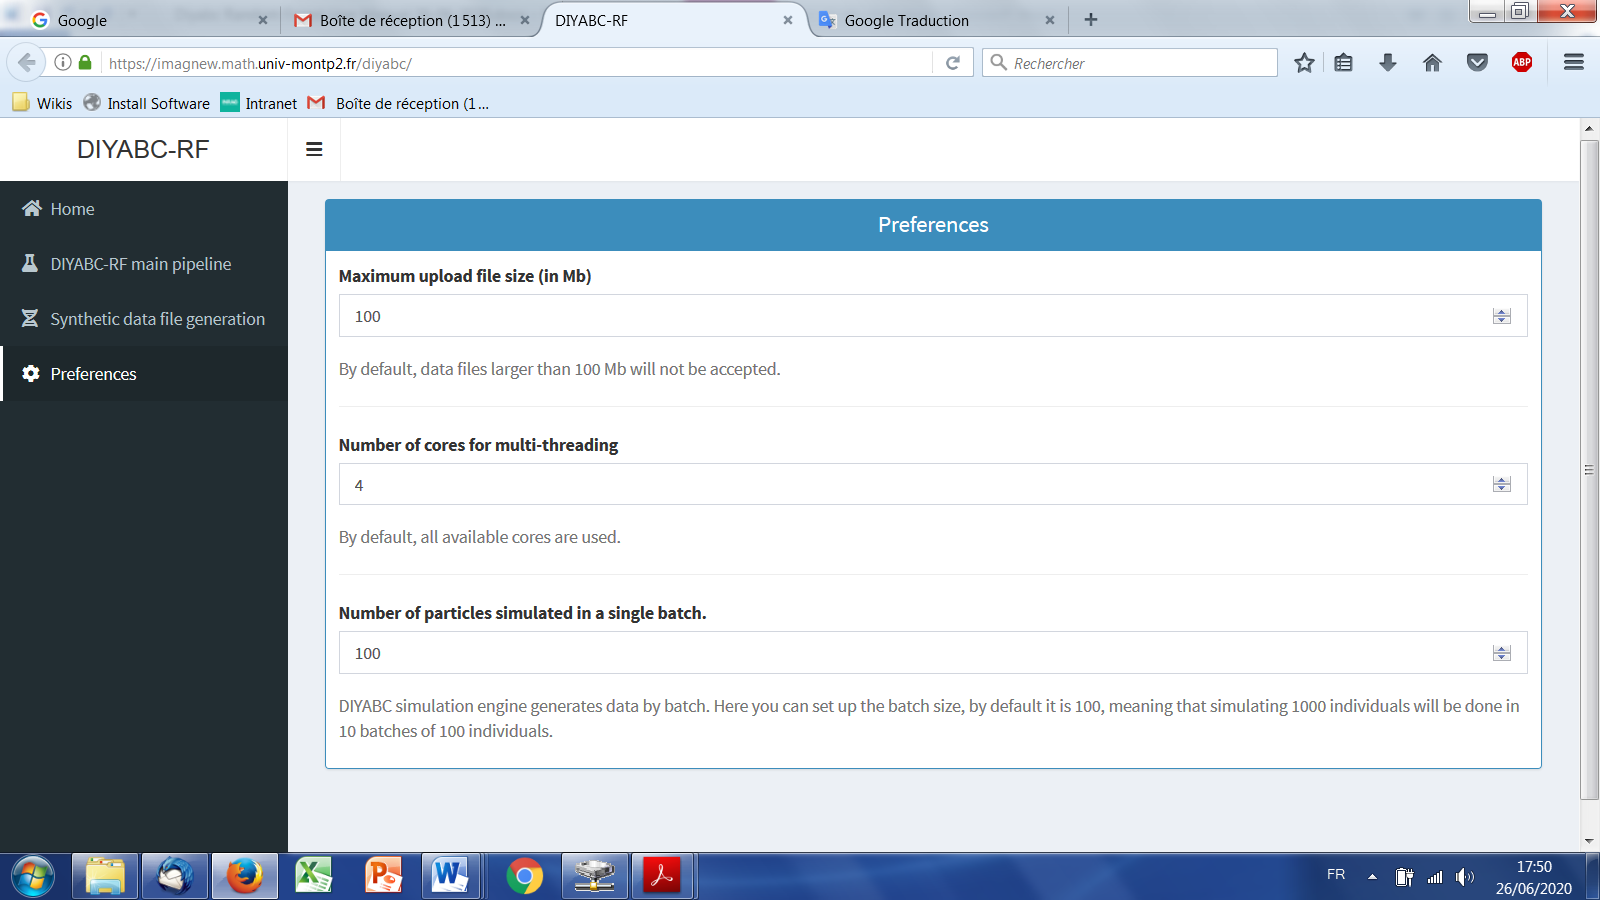 Google
Boîte de réception (1 513) ...
DIYABC-RF
Google Traduction
https://imagnew.math.univ-montp2.fr/diyabc/
Rechercher
ABP
Wikis
Install Software
Intranet
Boîte de réception (1...
DIYABC-RF
Home
DIYABC-RF main pipeline
Synthetic data file generation
Preferences
Preferences
Maximum upload file size (in Mb)
100
By default, data files larger than 100 Mb will not be accepted.
Number of cores for multi-threading
4
By default, all available cores are used.
Number of particles simulated in a single batch.
100
DIYABC simulation engine generates data by batch. Here you can set up the batch size, by default it is 100, meaning that simulating 1000 individuals will be done in
10 batches of 100 individuals.
FR
17:50
26/06/2020